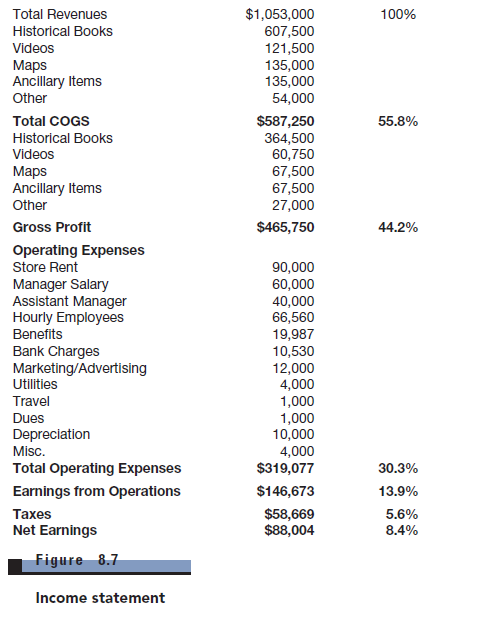 Total Revenues $1,053,000 100%
Historical Books 607,500
Videos 121,500
Maps 135,000
Ancillary Items 135,000
Other 54,000
Total COGS $587,250 55.8%
Historical Books 364,500
Videos 60,750
Maps 67,500
Ancillary Items 67,500
Other 27,000
Gross Profit $465,750 44.2%
Operating Expenses
Store Rent 90,000
Manager Salary 60,000
Assistant Manager 40,000
Hourly Employees 66,560
Benefits 19,987
Bank Charges 10,530
Marketing/Advertising 12,000
Utilities 4,000
Travel 1,000
Dues 1,000
Depreciation 10,000
Misc. 4,000
Total Operating Expenses $319,077 30.3%
Earnings from Operations $146,673 13.9%
Taxes $58,669 5.6%
Net Earnings $88,004 8.4%
Figure 8.7
Income statement